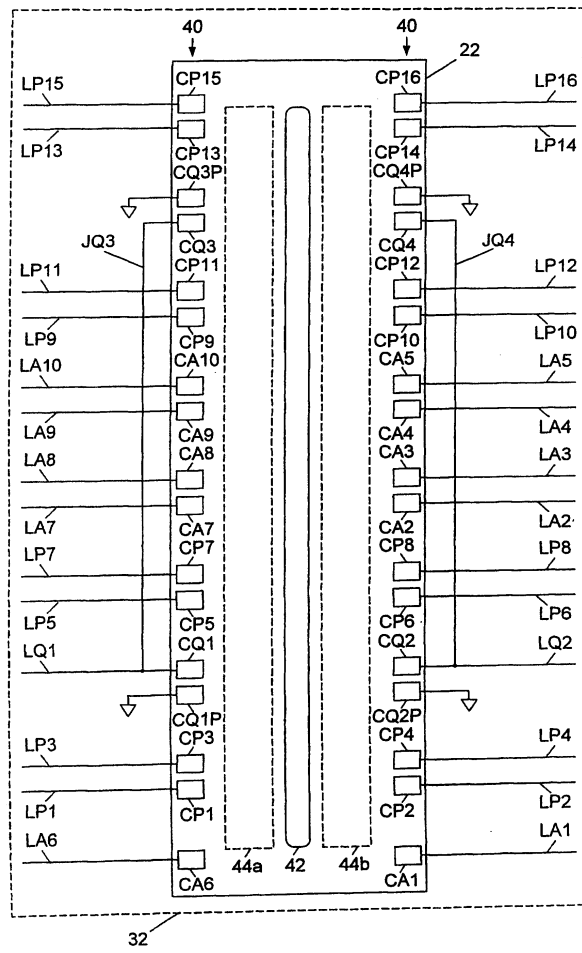 40 40
22
LP15 CP15 CP16 LP16
LP13 CP13 CP14 LP14
CQ3P CQ4P
JQ3 CQ3 CQ4 JQ4
LP11 CP11 CP12 LP12
LP9 CP9 CP10 LP10
LA10 CA10 CA5 LA5
LA9 CA9 CA4 LA4
LA8 CA8 CA3 LA3
LA7 CA7 CA2 LA2
LP7 CP7 CP8 LP8
LP5 CP5 CP6 LP6
LQ1 CQ1 CQ2 LQ2
CQ1P CQ2P
LP3 CP3 CP4 LP4
LP1 CP1 CP2 LP2
LA6 CA6 CA1 LA1
44a 42 44b
32